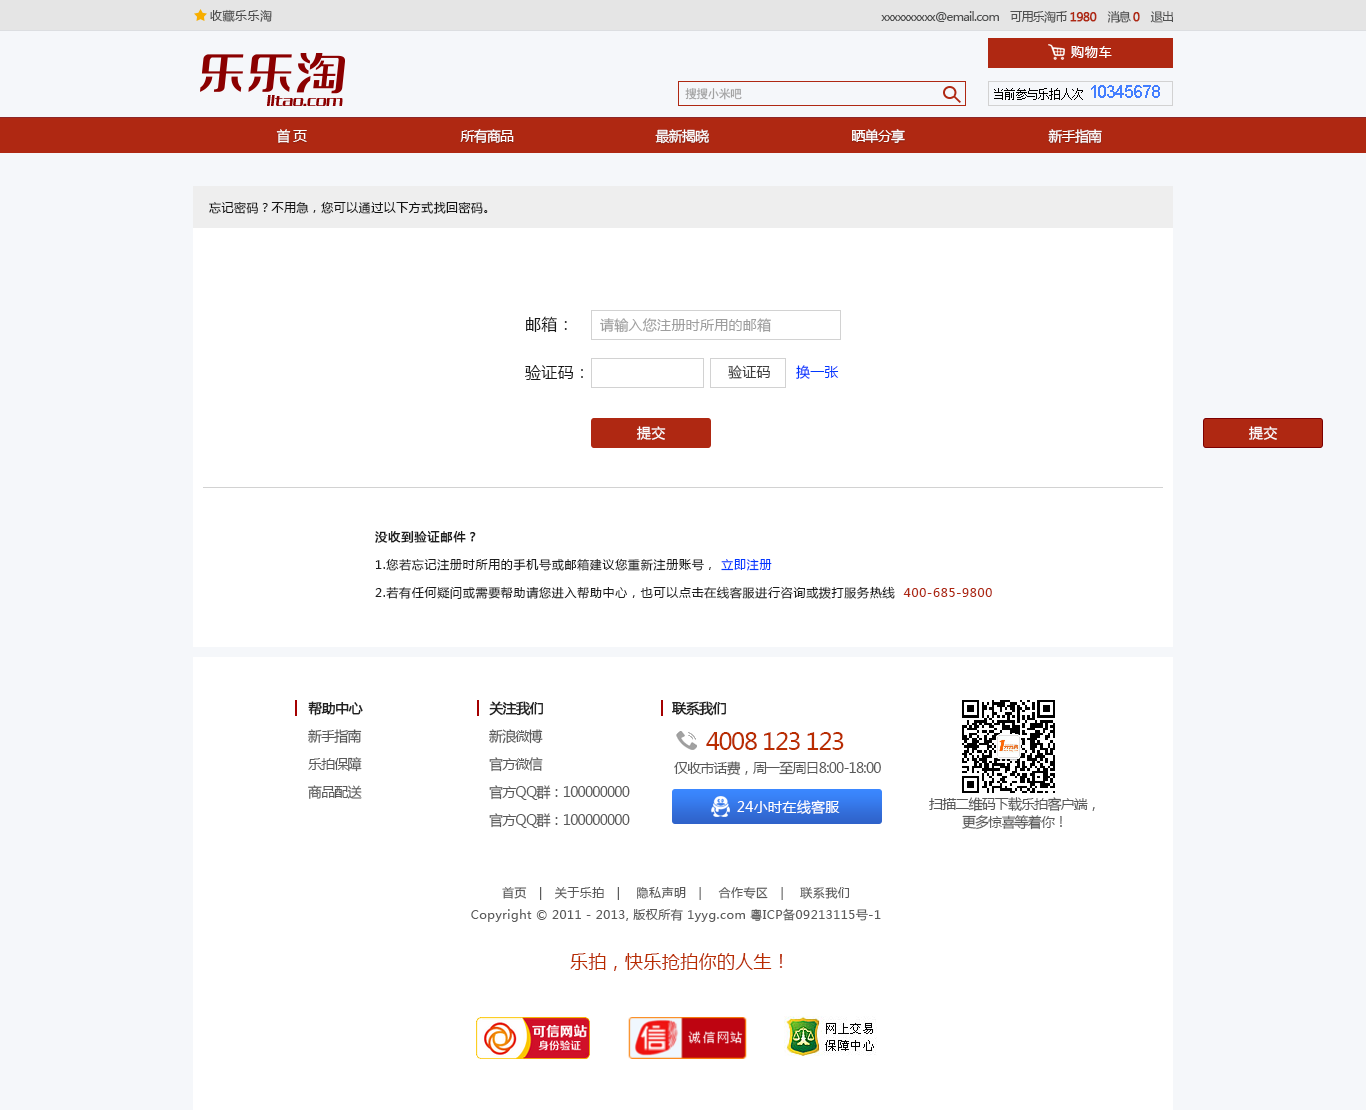 收藏乐乐淘
xxxxxxxxxx@email.com 可用乐淘币 1980 消息 0 退出
乐乐淘
lltao.com
购物车
搜搜小米吧
当前参与乐拍人次 10345678
首 页 所有商品 最新揭晓 晒单分享 新手指南
忘记密码？不用急，您可以通过以下方式找回密码。
邮箱： 请输入您注册时所用的邮箱
验证码： 验证码 换一张
提交 提交
没收到验证邮件？
1.您若忘记注册时所用的手机号或邮箱建议您重新注册账号， 立即注册
2.若有任何疑问或需要帮助请您进入帮助中心，也可以点击在线客服进行咨询或拨打服务热线 400-685-9800
帮助中心
新手指南
乐拍保障
商品配送
关注我们
新浪微博
官方微信
官方QQ群：100000000
官方QQ群：100000000
联系我们
4008 123 123
仅收市话费，周一至周日8:00-18:00
24小时在线客服
扫描二维码下载乐拍客户端，
更多惊喜等着你！
首页 | 关于乐拍 | 隐私声明 | 合作专区 | 联系我们
Copyright © 2011 - 2013, 版权所有 1yyg.com 粤ICP备09213115号-1
乐拍，快乐抢拍你的人生！
可信网站
身份验证
信 诚信网站
网上交易
保障中心